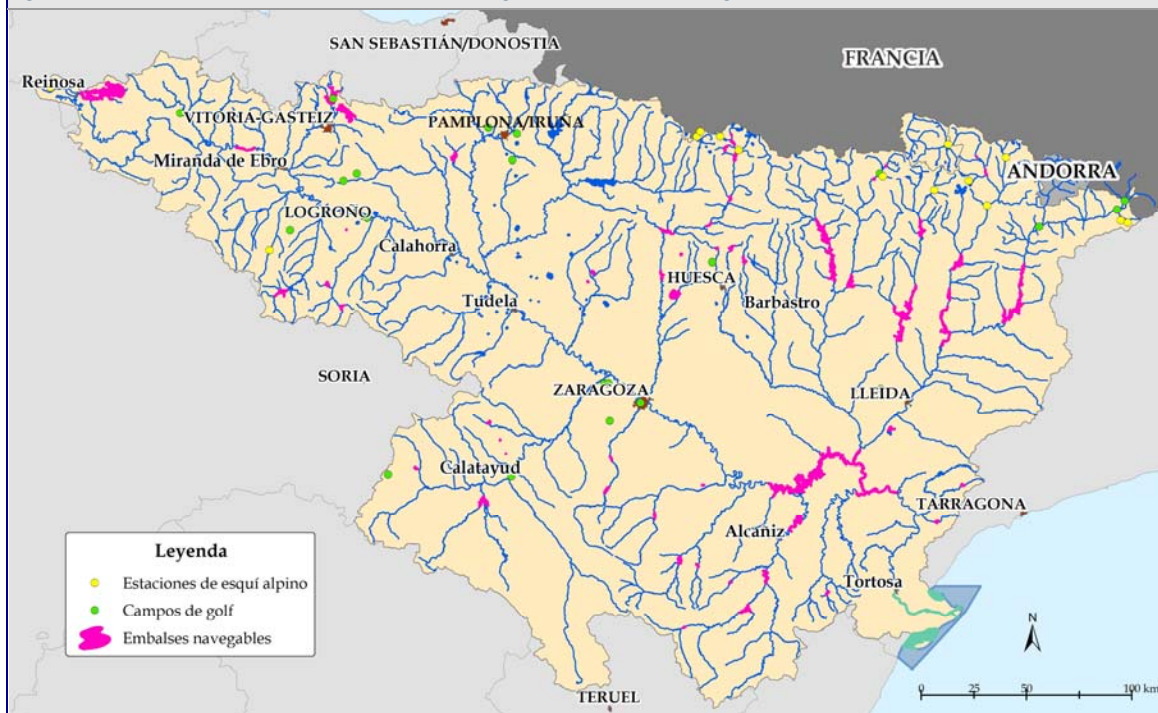 SAN SEBASTIÁN/DONOSTIA
FRANCIA
Reinosa
VITORIA-GASTEIZ
PAMPLONA/IRUÑA
Miranda de Ebro
ANDORRA
LOGROÑO
Calahorra
HUESCA
Tudela
Barbastro
SORIA
ZARAGOZA
LLEIDA
Calatayud
TARRAGONA
Alcañiz
Leyenda
Estaciones de esquí alpino
Campos de golf
Embalses navegables
Tortosa
N
TERUEL
0 25 50 100 km